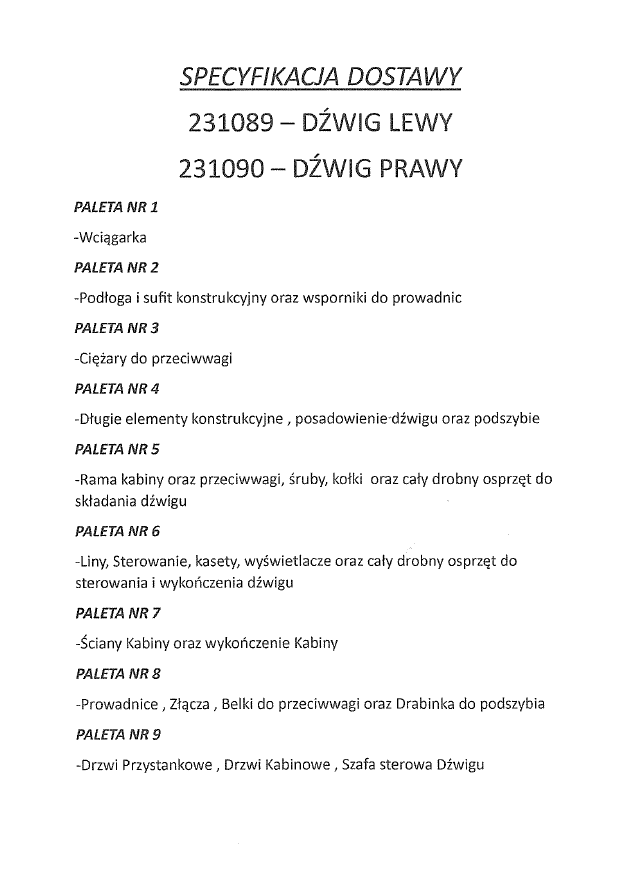 SPECYFIKACJA DOSTAWY
231089 – DŹWIG LEWY
231090 – DŹWIG PRAWY
PALETA NR 1
-Wciągarka
PALETA NR 2
-Podłoga i sufit konstrukcyjny oraz wsporniki do prowadnic
PALETA NR 3
-Ciężary do przeciwwagi
PALETA NR 4
-Długie elementy konstrukcyjne , posadowienie dźwigu oraz podszybie
PALETA NR 5
-Rama kabiny oraz przeciwwagi, śruby, kołki  oraz cały drobny osprzęt do
składania dźwigu
PALETA NR 6
-Liny, Sterowanie, kasety, wyświetlacze oraz cały drobny osprzęt do
sterowania i wykończenia dźwigu
PALETA NR 7
-Ściany Kabiny oraz wykończenie Kabiny
PALETA NR 8
-Prowadnice , Złącza , Belki do przeciwwagi oraz Drabinka do podszybia
PALETA NR 9
-Drzwi Przystankowe , Drzwi Kabinowe , Szafa sterowa Dźwigu